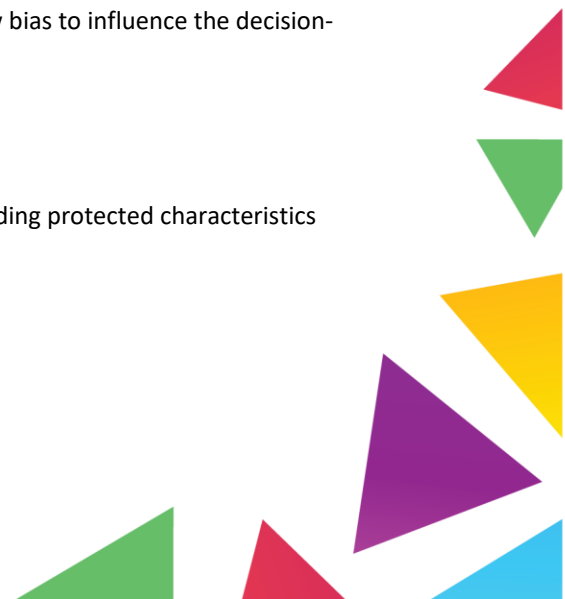 bias to influence the decision-
ding protected characteristics